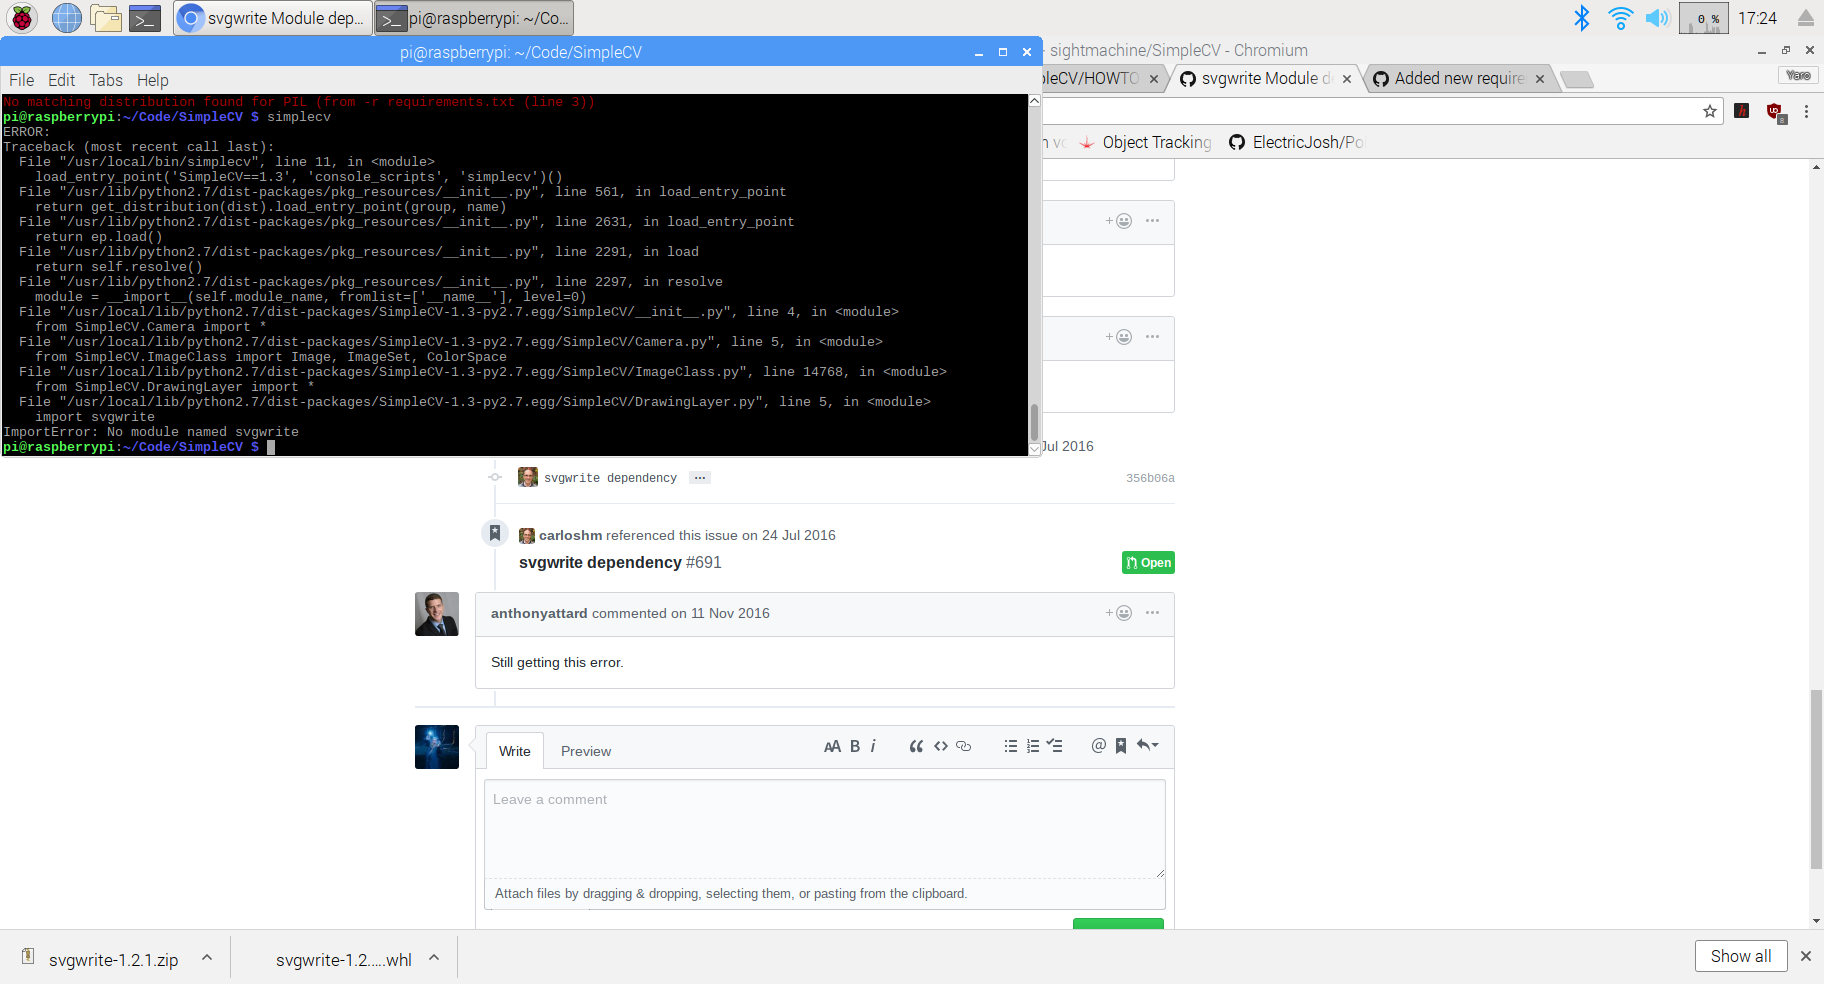 svgwrite Module dep...
pi@raspberrypi: ~/Co...
0 %
17:24
pi@raspberrypi: ~/Code/SimpleCV
- sightmachine/SimpleCV - Chromium
File Edit Tabs Help
pleCV/HOWTO
svgwrite Module de
Added new require
Yaro
No matching distribution found for PIL (from -r requirements.txt (line 3))
pi@raspberrypi:~/Code/SimpleCV $ simplecv
ERROR:
Traceback (most recent call last):
  File "/usr/local/bin/simplecv", line 11, in <module>
    load_entry_point('SimpleCV==1.3', 'console_scripts', 'simplecv')()
  File "/usr/lib/python2.7/dist-packages/pkg_resources/__init__.py", line 561, in load_entry_point
    return get_distribution(dist).load_entry_point(group, name)
  File "/usr/lib/python2.7/dist-packages/pkg_resources/__init__.py", line 2631, in load_entry_point
    return ep.load()
  File "/usr/lib/python2.7/dist-packages/pkg_resources/__init__.py", line 2291, in load
    return self.resolve()
  File "/usr/lib/python2.7/dist-packages/pkg_resources/__init__.py", line 2297, in resolve
    module = __import__(self.module_name, fromlist=['__name__'], level=0)
  File "/usr/local/lib/python2.7/dist-packages/SimpleCV-1.3-py2.7.egg/SimpleCV/__init__.py", line 4, in <module>
    from SimpleCV.Camera import *
  File "/usr/local/lib/python2.7/dist-packages/SimpleCV-1.3-py2.7.egg/SimpleCV/Camera.py", line 5, in <module>
    from SimpleCV.ImageClass import Image, ImageSet, ColorSpace
  File "/usr/local/lib/python2.7/dist-packages/SimpleCV-1.3-py2.7.egg/SimpleCV/ImageClass.py", line 14768, in <module>
    from SimpleCV.DrawingLayer import *
  File "/usr/local/lib/python2.7/dist-packages/SimpleCV-1.3-py2.7.egg/SimpleCV/DrawingLayer.py", line 5, in <module>
    import svgwrite
ImportError: No module named svgwrite
pi@raspberrypi:~/Code/SimpleCV $
h
8
Object Tracking
ElectricJosh/Po
Jul 2016
svgwrite dependency ...
356b06a
carloshm referenced this issue on 24 Jul 2016
svgwrite dependency #691
Open
anthonyattard commented on 11 Nov 2016
Still getting this error.
Write
Preview
AA B i
Leave a comment
Attach files by dragging & dropping, selecting them, or pasting from the clipboard.
svgwrite-1.2.1.zip
svgwrite-1.2.....whl
Show all